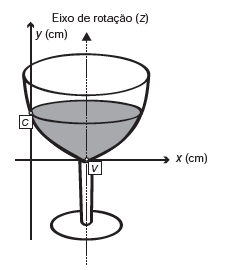 Eixo de rotação (z)
y (cm)
C
x (cm)
V